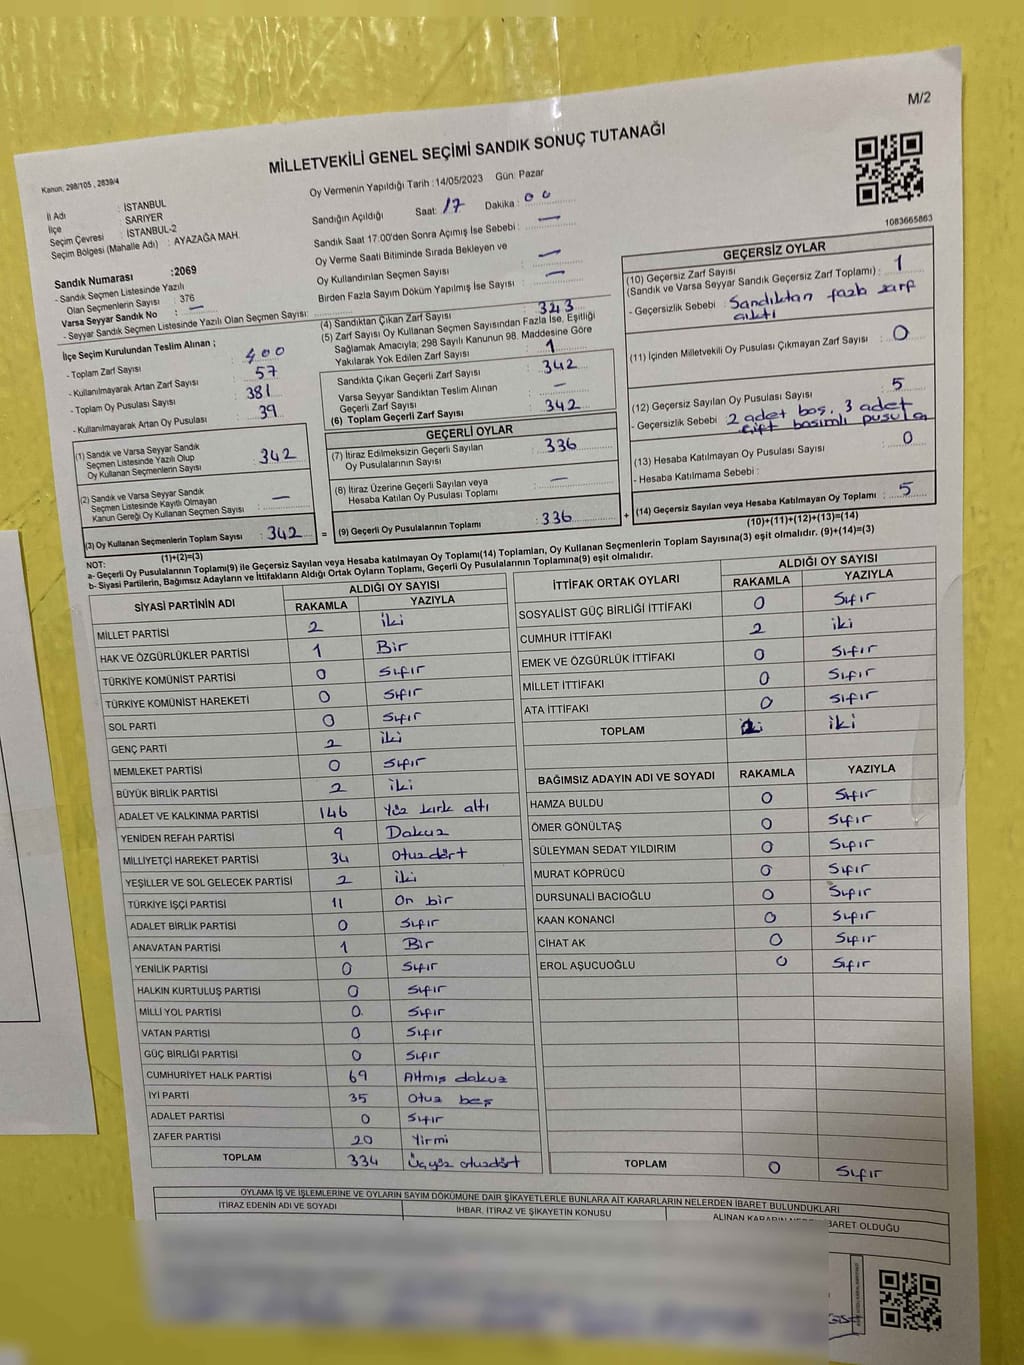 M/2
MİLLETVEKİLİ GENEL SEÇİMİ SANDIK SONUÇ TUTANAĞI
Kanun: 298/105 , 2839/4
Oy Vermenin Yapıldığı Tarih : 14/05/2023 Gün: Pazar
İl Adı : İSTANBUL
İlçe : SARIYER
Seçim Çevresi : İSTANBUL-2
Seçim Bölgesi (Mahalle Adı) : AYAZAĞA MAH.
Sandığın Açıldığı Saat: 17 Dakika : 00
Sandık Saat 17:00'den Sonra Açımış İse Sebebi : —
Oy Verme Saati Bitiminde Sırada Bekleyen ve
Oy Kullandırılan Seçmen Sayısı : —
Birden Fazla Sayım Döküm Yapılmış İse Sayısı : —
1083665863
Sandık Numarası :2069
- Sandık Seçmen Listesinde Yazılı
Olan Seçmenlerin Sayısı : 376
Varsa Seyyar Sandık No : —
- Seyyar Sandık Seçmen Listesinde Yazılı Olan Seçmen Sayısı :
İlçe Seçim Kurulundan Teslim Alınan ;
- Toplam Zarf Sayısı : 400
- Kullanılmayarak Artan Zarf Sayısı : 57
- Toplam Oy Pusulası Sayısı : 381
- Kullanılmayarak Artan Oy Pusulası : 39
(1) Sandık ve Varsa Seyyar Sandık
Seçmen Listesinde Yazılı Olup
Oy Kullanan Seçmenlerin Sayısı : 342
(2) Sandık ve Varsa Seyyar Sandık
Seçmen Listesinde Kayıtlı Olmayan
Kanun Gereği Oy Kullanan Seçmen Sayısı : —
(3) Oy Kullanan Seçmenlerin Toplam Sayısı : 342
(1)+(2)=(3)
(4) Sandıktan Çıkan Zarf Sayısı : 343
(5) Zarf Sayısı Oy Kullanan Seçmen Sayısından Fazla İse, Eşitliği
Sağlamak Amacıyla; 298 Sayılı Kanunun 98. Maddesine Göre
Yakılarak Yok Edilen Zarf Sayısı : 1
Sandıkta Çıkan Geçerli Zarf Sayısı : 342
Varsa Seyyar Sandıktan Teslim Alınan
Geçerli Zarf Sayısı : —
(6) Toplam Geçerli Zarf Sayısı : 342
GEÇERLİ OYLAR
(7) İtiraz Edilmeksizin Geçerli Sayılan
Oy Pusulalarının Sayısı : 336
(8) İtiraz Üzerine Geçerli Sayılan veya
Hesaba Katılan Oy Pusulası Toplamı : —
= (9) Geçerli Oy Pusulalarının Toplamı : 336 +
GEÇERSİZ OYLAR
(10) Geçersiz Zarf Sayısı
(Sandık ve Varsa Seyyar Sandık Geçersiz Zarf Toplamı) : 1
- Geçersizlik Sebebi : Sandıktan fazla zarf
çıktı
(11) İçinden Milletvekili Oy Pusulası Çıkmayan Zarf Sayısı : 0
(12) Geçersiz Sayılan Oy Pusulası Sayısı : 5
- Geçersizlik Sebebi : 2 adet boş. 3 adet
çift basımlı pusula
(13) Hesaba Katılmayan Oy Pusulası Sayısı : 0
- Hesaba Katılmama Sebebi :
(14) Geçersiz Sayılan veya Hesaba Katılmayan Oy Toplamı : 5
(10)+(11)+(12)+(13)=(14)
NOT:
a- Geçerli Oy Pusulalarının Toplamı(9) ile Geçersiz Sayılan veya Hesaba katılmayan Oy Toplamı(14) Toplamları, Oy Kullanan Seçmenlerin Toplam Sayısına(3) eşit olmalıdır. (9)+(14)=(3)
b- Siyasi Partilerin, Bağımsız Adayların ve İttifakların Aldığı Ortak Oyların Toplamı, Geçerli Oy Pusulalarının Toplamına(9) eşit olmalıdır.
SİYASİ PARTİNİN ADI ALDIĞI OY SAYISI
RAKAMLA YAZIYLA
MİLLET PARTİSİ 2 iki
HAK VE ÖZGÜRLÜKLER PARTİSİ 1 Bir
TÜRKİYE KOMÜNİST PARTİSİ 0 Sıfır
TÜRKİYE KOMÜNİST HAREKETİ 0 Sıfır
SOL PARTİ 0 Sıfır
GENÇ PARTİ 2 iki
MEMLEKET PARTİSİ 0 Sıfır
BÜYÜK BİRLİK PARTİSİ 2 iki
ADALET VE KALKINMA PARTİSİ 146 Yüz kırk altı
YENİDEN REFAH PARTİSİ 9 Dokuz
MİLLİYETÇİ HAREKET PARTİSİ 34 Otuzdört
YEŞİLLER VE SOL GELECEK PARTİSİ 2 iki
TÜRKİYE İŞÇİ PARTİSİ 11 On bir
ADALET BİRLİK PARTİSİ 0 Sıfır
ANAVATAN PARTİSİ 1 Bir
YENİLİK PARTİSİ 0 Sıfır
HALKIN KURTULUŞ PARTİSİ 0 Sıfır
MİLLİ YOL PARTİSİ 0 Sıfır
VATAN PARTİSİ 0 Sıfır
GÜÇ BİRLİĞİ PARTİSİ 0 Sıfır
CUMHURİYET HALK PARTİSİ 69 Atmış dokuz
İYİ PARTİ 35 Otuz beş
ADALET PARTİSİ 0 Sıfır
ZAFER PARTİSİ 20 Yirmi
TOPLAM 334 Üçyüz otuzdört
İTTİFAK ORTAK OYLARI ALDIĞI OY SAYISI
RAKAMLA YAZIYLA
SOSYALİST GÜÇ BİRLİĞİ İTTİFAKI 0 Sıfır
CUMHUR İTTİFAKI 2 iki
EMEK VE ÖZGÜRLÜK İTTİFAKI 0 Sıfır
MİLLET İTTİFAKI 0 Sıfır
ATA İTTİFAKI 0 Sıfır
TOPLAM 2 iki
BAĞIMSIZ ADAYIN ADI VE SOYADI RAKAMLA YAZIYLA
HAMZA BULDU 0 Sıfır
ÖMER GÖNÜLTAŞ 0 Sıfır
SÜLEYMAN SEDAT YILDIRIM 0 Sıfır
MURAT KÖPRÜCÜ 0 Sıfır
DURSUNALİ BACIOĞLU 0 Sıfır
KAAN KONANCI 0 Sıfır
CİHAT AK 0 Sıfır
EROL AŞUCUOĞLU 0 Sıfır
TOPLAM 0 Sıfır
OYLAMA İŞ VE İŞLEMLERİNE VE OYLARIN SAYIM DÖKÜMÜNE DAİR ŞİKAYETLERLE BUNLARA AİT KARARLARIN NELERDEN İBARET BULUNDUKLARI
İTİRAZ EDENİN ADI VE SOYADI İHBAR, İTİRAZ VE ŞİKAYETİN KONUSU ALINAN KARARIN NEDEN İBARET OLDUĞU